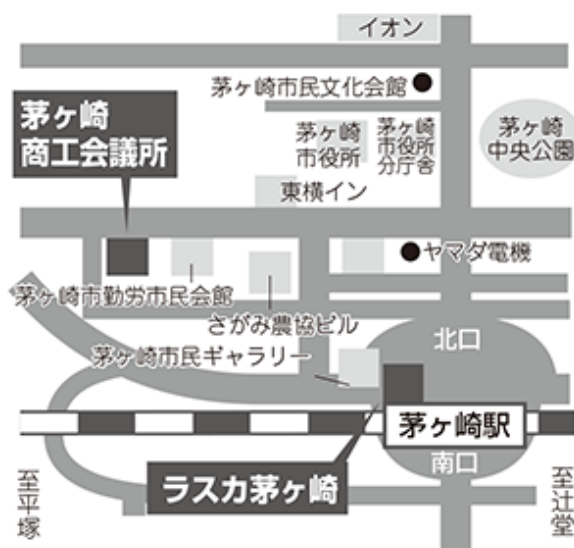 イオン
茅ヶ崎市民文化会館
茅ヶ崎
商工会議所
茅ヶ崎
市役所
茅ヶ崎
市役所
分庁舎
茅ヶ崎
中央公園
東横イン
ヤマダ電機
茅ヶ崎市勤労市民会館
さがみ農協ビル
茅ヶ崎市民ギャラリー
北口
茅ヶ崎駅
南口
ラスカ茅ヶ崎
至平塚
至辻堂